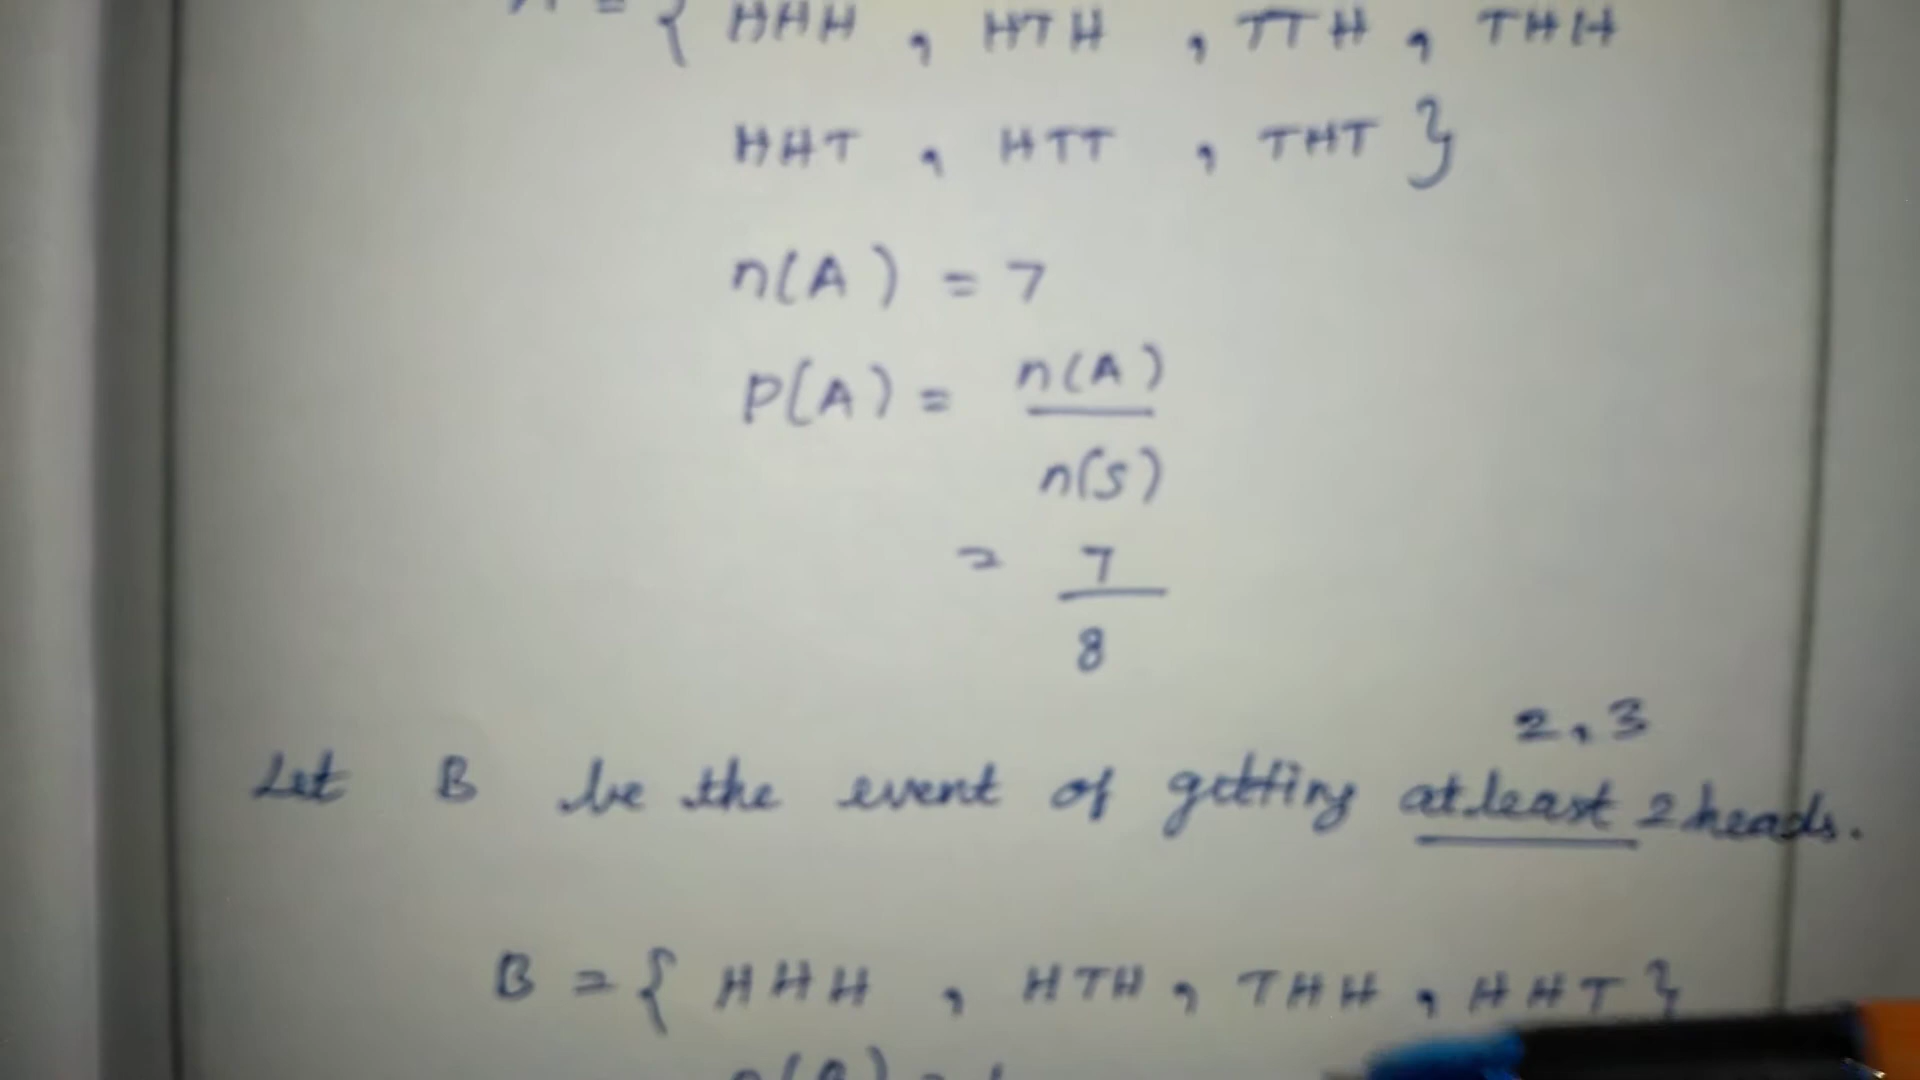 = { HHH , HTH , TTH , THH
HHT , HTT , THT }
n(A) = 7
P(A) = n(A)
n(S)
= 7
8
2, 3
Let B be the event of getting atleast 2 heads.
B = { HHH , HTH , THH , HHT }